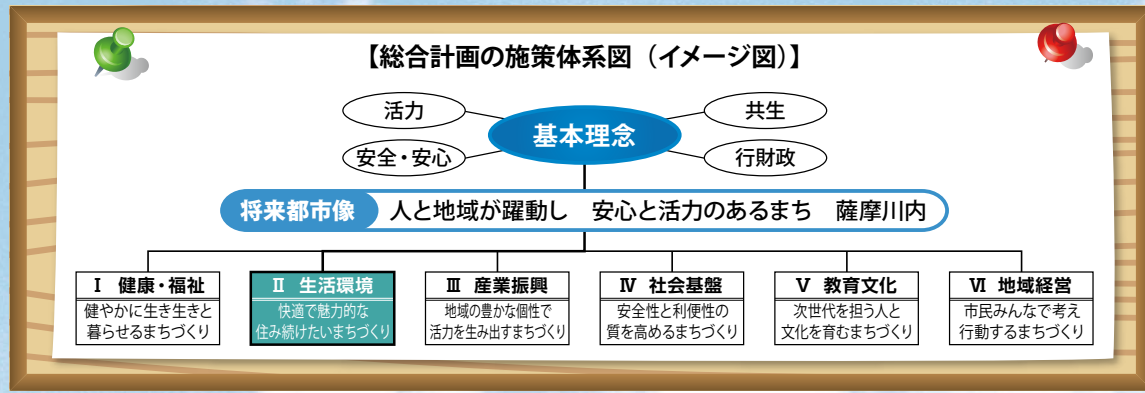 【総合計画の施策体系図（イメージ図）】
活力
共生
基本理念
安全・安心
行財政
将来都市像　人と地域が躍動し　安心と活力のあるまち　薩摩川内
Ⅰ　健康・福祉
健やかに生き生きと
暮らせるまちづくり
Ⅱ　生活環境
快適で魅力的な
住み続けたいまちづくり
Ⅲ　産業振興
地域の豊かな個性で
活力を生み出すまちづくり
Ⅳ　社会基盤
安全性と利便性の
質を高めるまちづくり
Ⅴ　教育文化
次世代を担う人と
文化を育むまちづくり
Ⅵ　地域経営
市民みんなで考え
行動するまちづくり